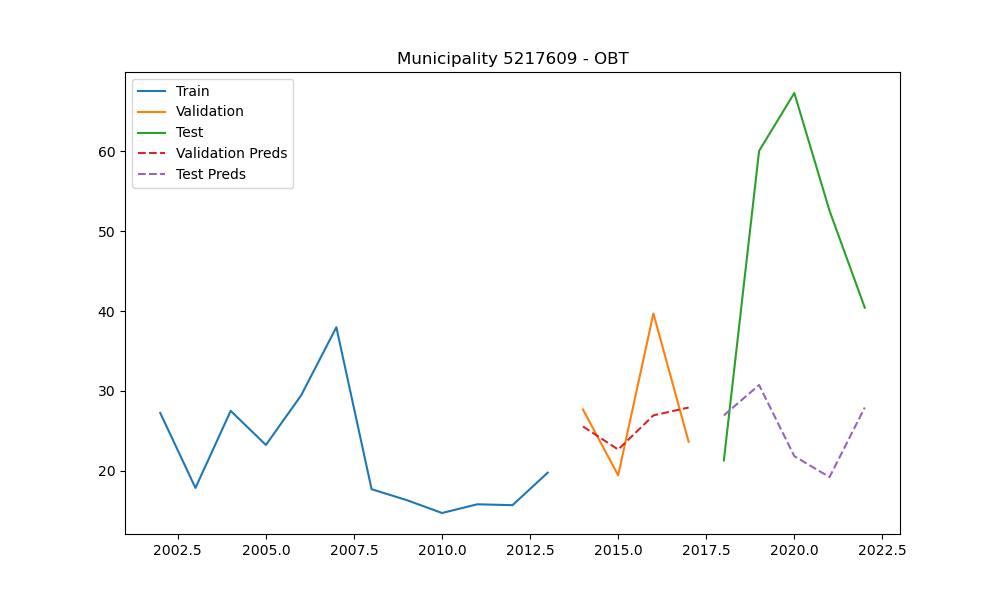 Municipality 5217609 - OBT
Train
Validation
Test
Validation Preds
Test Preds
60
50
40
30
20
2002.5 2005.0 2007.5 2010.0 2012.5 2015.0 2017.5 2020.0 2022.5